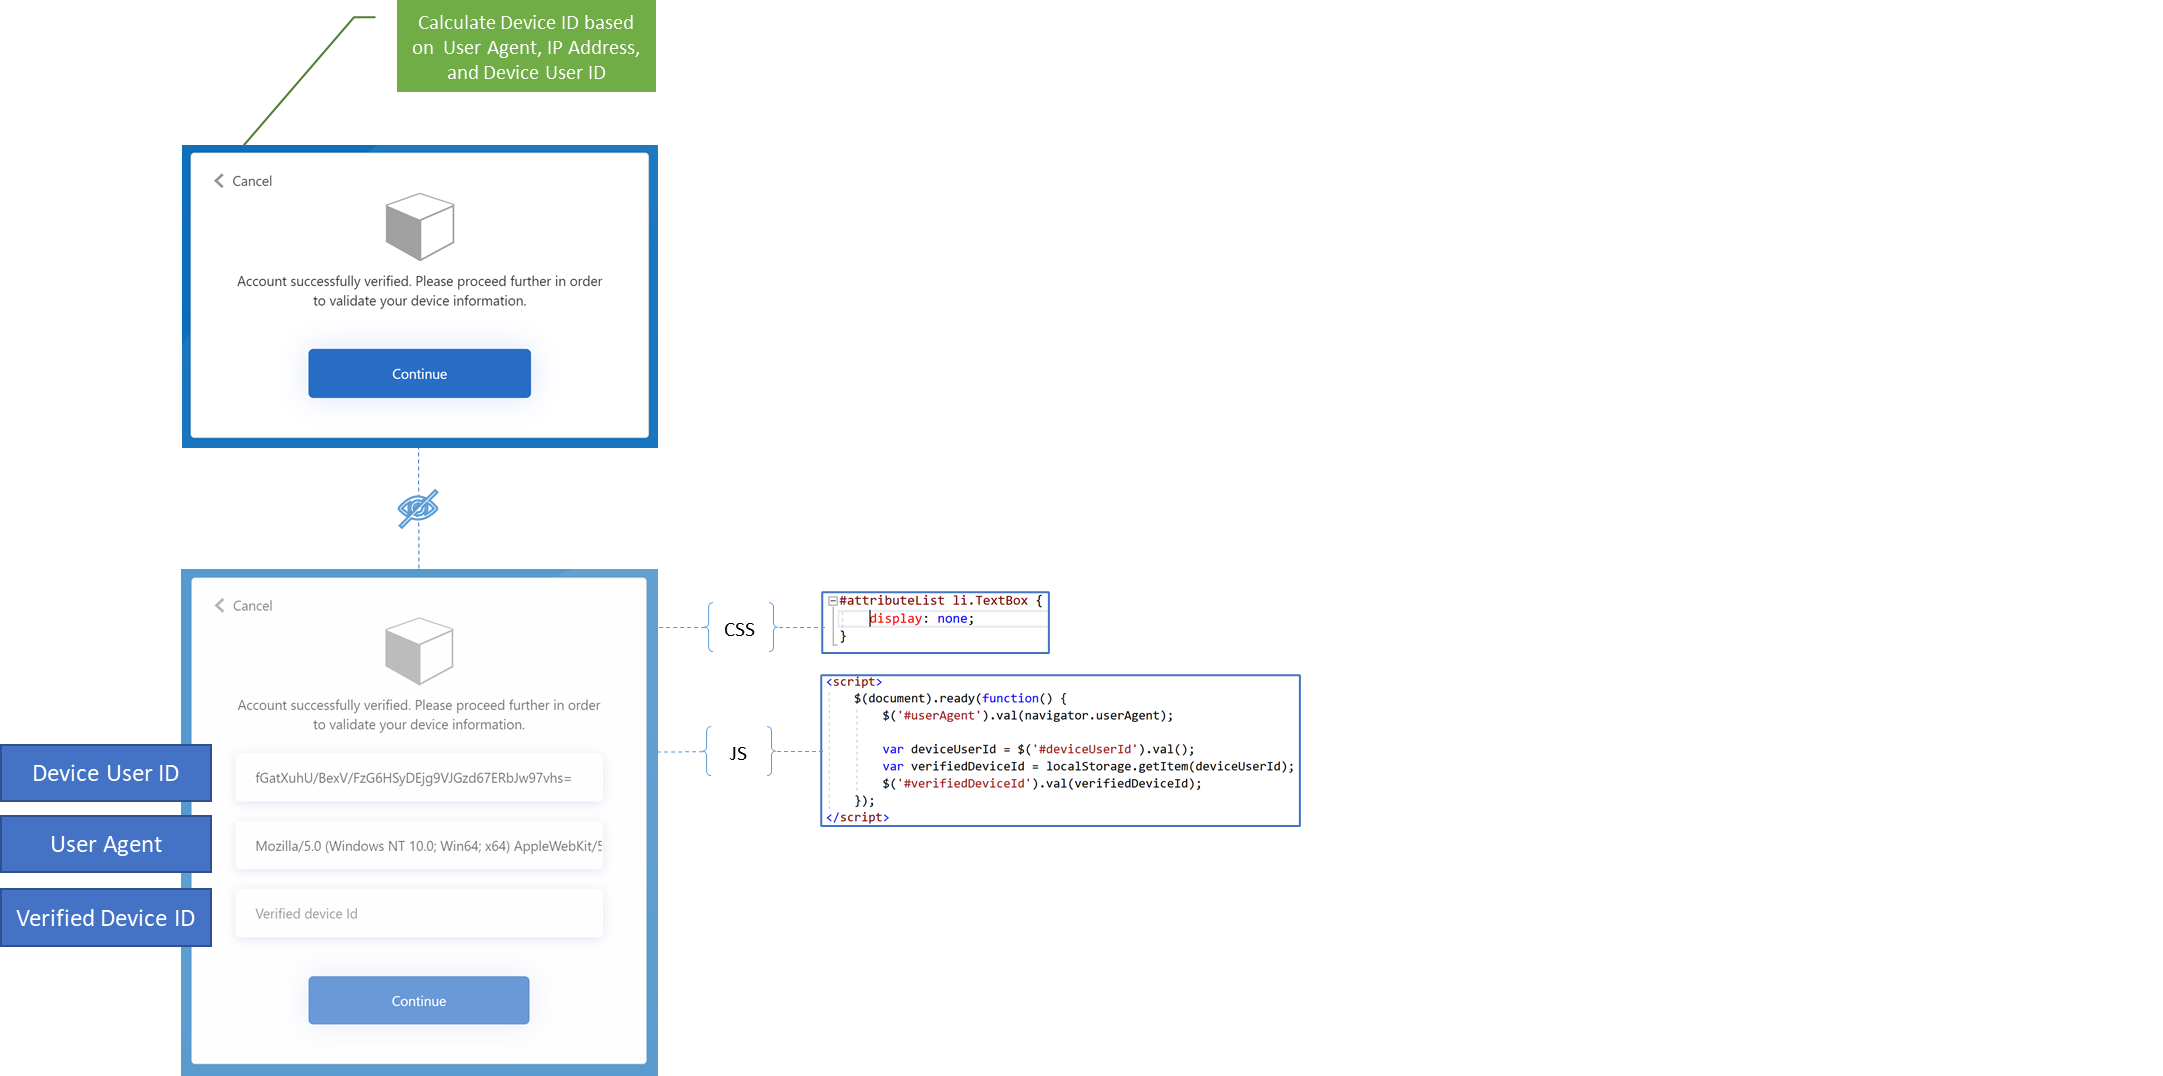 Calculate Device ID based
on User Agent, IP Address,
and Device User ID
Cancel
Account successfully verified. Please proceed further in order
to validate your device information.
Continue
Cancel
Account successfully verified. Please proceed further in order
to validate your device information.
Device User ID
fGatXuhU/BexV/FzG6HSyDEjg9VJGzd67ERbJw97vhs=
User Agent
Mozilla/5.0 (Windows NT 10.0; Win64; x64) AppleWebKit/5
Verified Device ID
Verified device Id
Continue
CSS
#attributeList li.TextBox {
display: none;
}
JS
<script>
$(document).ready(function() {
$('#userAgent').val(navigator.userAgent);
var deviceUserId = $('#deviceUserId').val();
var verifiedDeviceId = localStorage.getItem(deviceUserId);
$('#verifiedDeviceId').val(verifiedDeviceId);
});
</script>